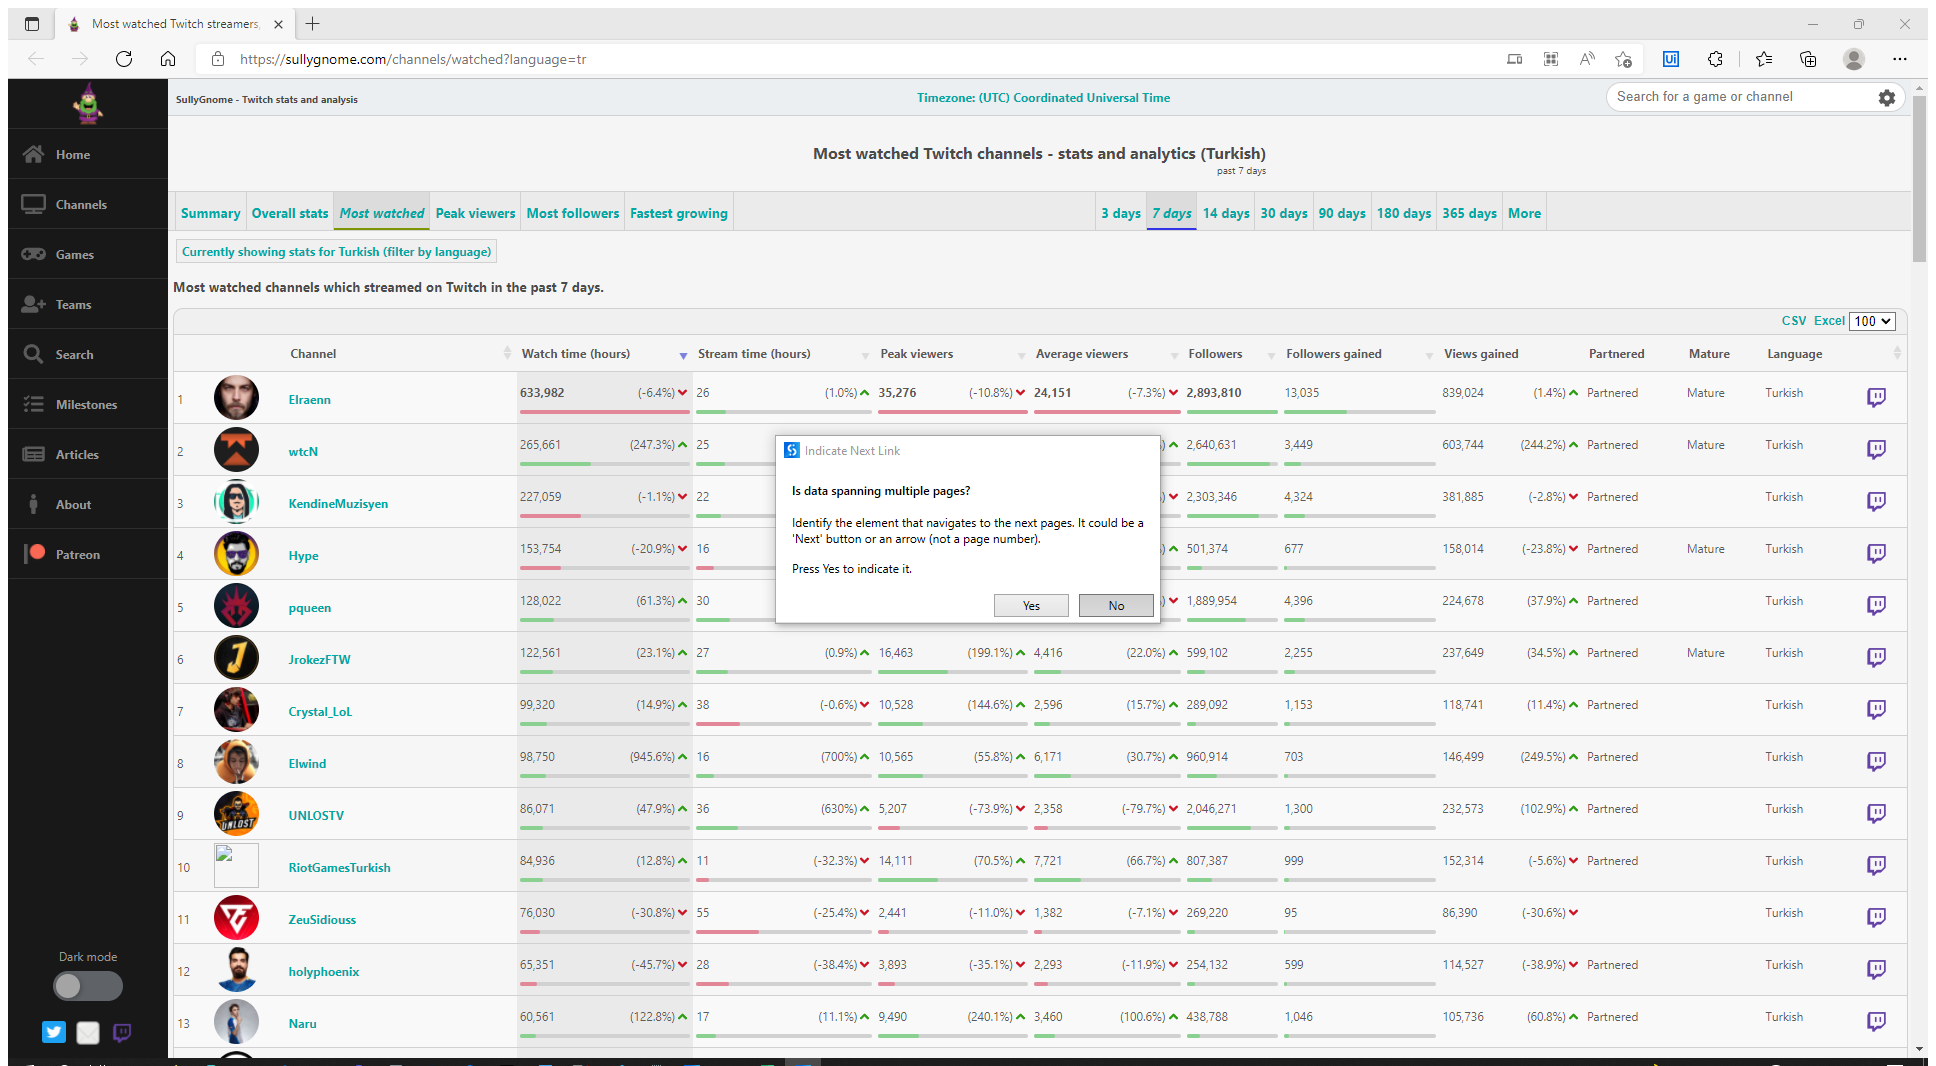 Most watched Twitch streamers,
https://sullygnome.com/channels/watched?language=tr
SullyGnome - Twitch stats and analysis
Timezone: (UTC) Coordinated Universal Time
Search for a game or channel
Home
Channels
Games
Teams
Search
Milestones
Articles
About
Patreon
Dark mode
Most watched Twitch channels - stats and analytics (Turkish)
past 7 days
Summary Overall stats Most watched Peak viewers Most followers Fastest growing 3 days 7 days 14 days 30 days 90 days 180 days 365 days More
Currently showing stats for Turkish (filter by language)
Most watched channels which streamed on Twitch in the past 7 days.
CSV Excel 100
Channel Watch time (hours) Stream time (hours) Peak viewers Average viewers Followers Followers gained Views gained Partnered Mature Language
1 Elraenn 633,982 (-6.4%) 26 (1.0%) 35,276 (-10.8%) 24,151 (-7.3%) 2,893,810 13,035 839,024 (1.4%) Partnered Mature Turkish
2 wtcN 265,661 (247.3%) 25 2,640,631 3,449 603,744 (244.2%) Partnered Mature Turkish
3 KendineMuzisyen 227,059 (-1.1%) 22 2,303,346 4,324 381,885 (-2.8%) Partnered Turkish
4 Hype 153,754 (-20.9%) 16 501,374 677 158,014 (-23.8%) Partnered Mature Turkish
5 pqueen 128,022 (61.3%) 30 1,889,954 4,396 224,678 (37.9%) Partnered Turkish
6 JrokezFTW 122,561 (23.1%) 27 (0.9%) 16,463 (199.1%) 4,416 (22.0%) 599,102 2,255 237,649 (34.5%) Partnered Mature Turkish
7 Crystal_LoL 99,320 (14.9%) 38 (-0.6%) 10,528 (144.6%) 2,596 (15.7%) 289,092 1,153 118,741 (11.4%) Partnered Turkish
8 Elwind 98,750 (945.6%) 16 (700%) 10,565 (55.8%) 6,171 (30.7%) 960,914 703 146,499 (249.5%) Partnered Turkish
9 UNLOSTV 86,071 (47.9%) 36 (630%) 5,207 (-73.9%) 2,358 (-79.7%) 2,046,271 1,300 232,573 (102.9%) Partnered Turkish
10 RiotGamesTurkish 84,936 (12.8%) 11 (-32.3%) 14,111 (70.5%) 7,721 (66.7%) 807,387 999 152,314 (-5.6%) Partnered Turkish
11 ZeuSidiouss 76,030 (-30.8%) 55 (-25.4%) 2,441 (-11.0%) 1,382 (-7.1%) 269,220 95 86,390 (-30.6%) Turkish
12 holyphoenix 65,351 (-45.7%) 28 (-38.4%) 3,893 (-35.1%) 2,293 (-11.9%) 254,132 599 114,527 (-38.9%) Partnered Turkish
13 Naru 60,561 (122.8%) 17 (11.1%) 9,490 (240.1%) 3,460 (100.6%) 438,788 1,046 105,736 (60.8%) Partnered Turkish
Indicate Next Link
Is data spanning multiple pages?
Identify the element that navigates to the next pages. It could be a
'Next' button or an arrow (not a page number).
Press Yes to indicate it.
Yes No